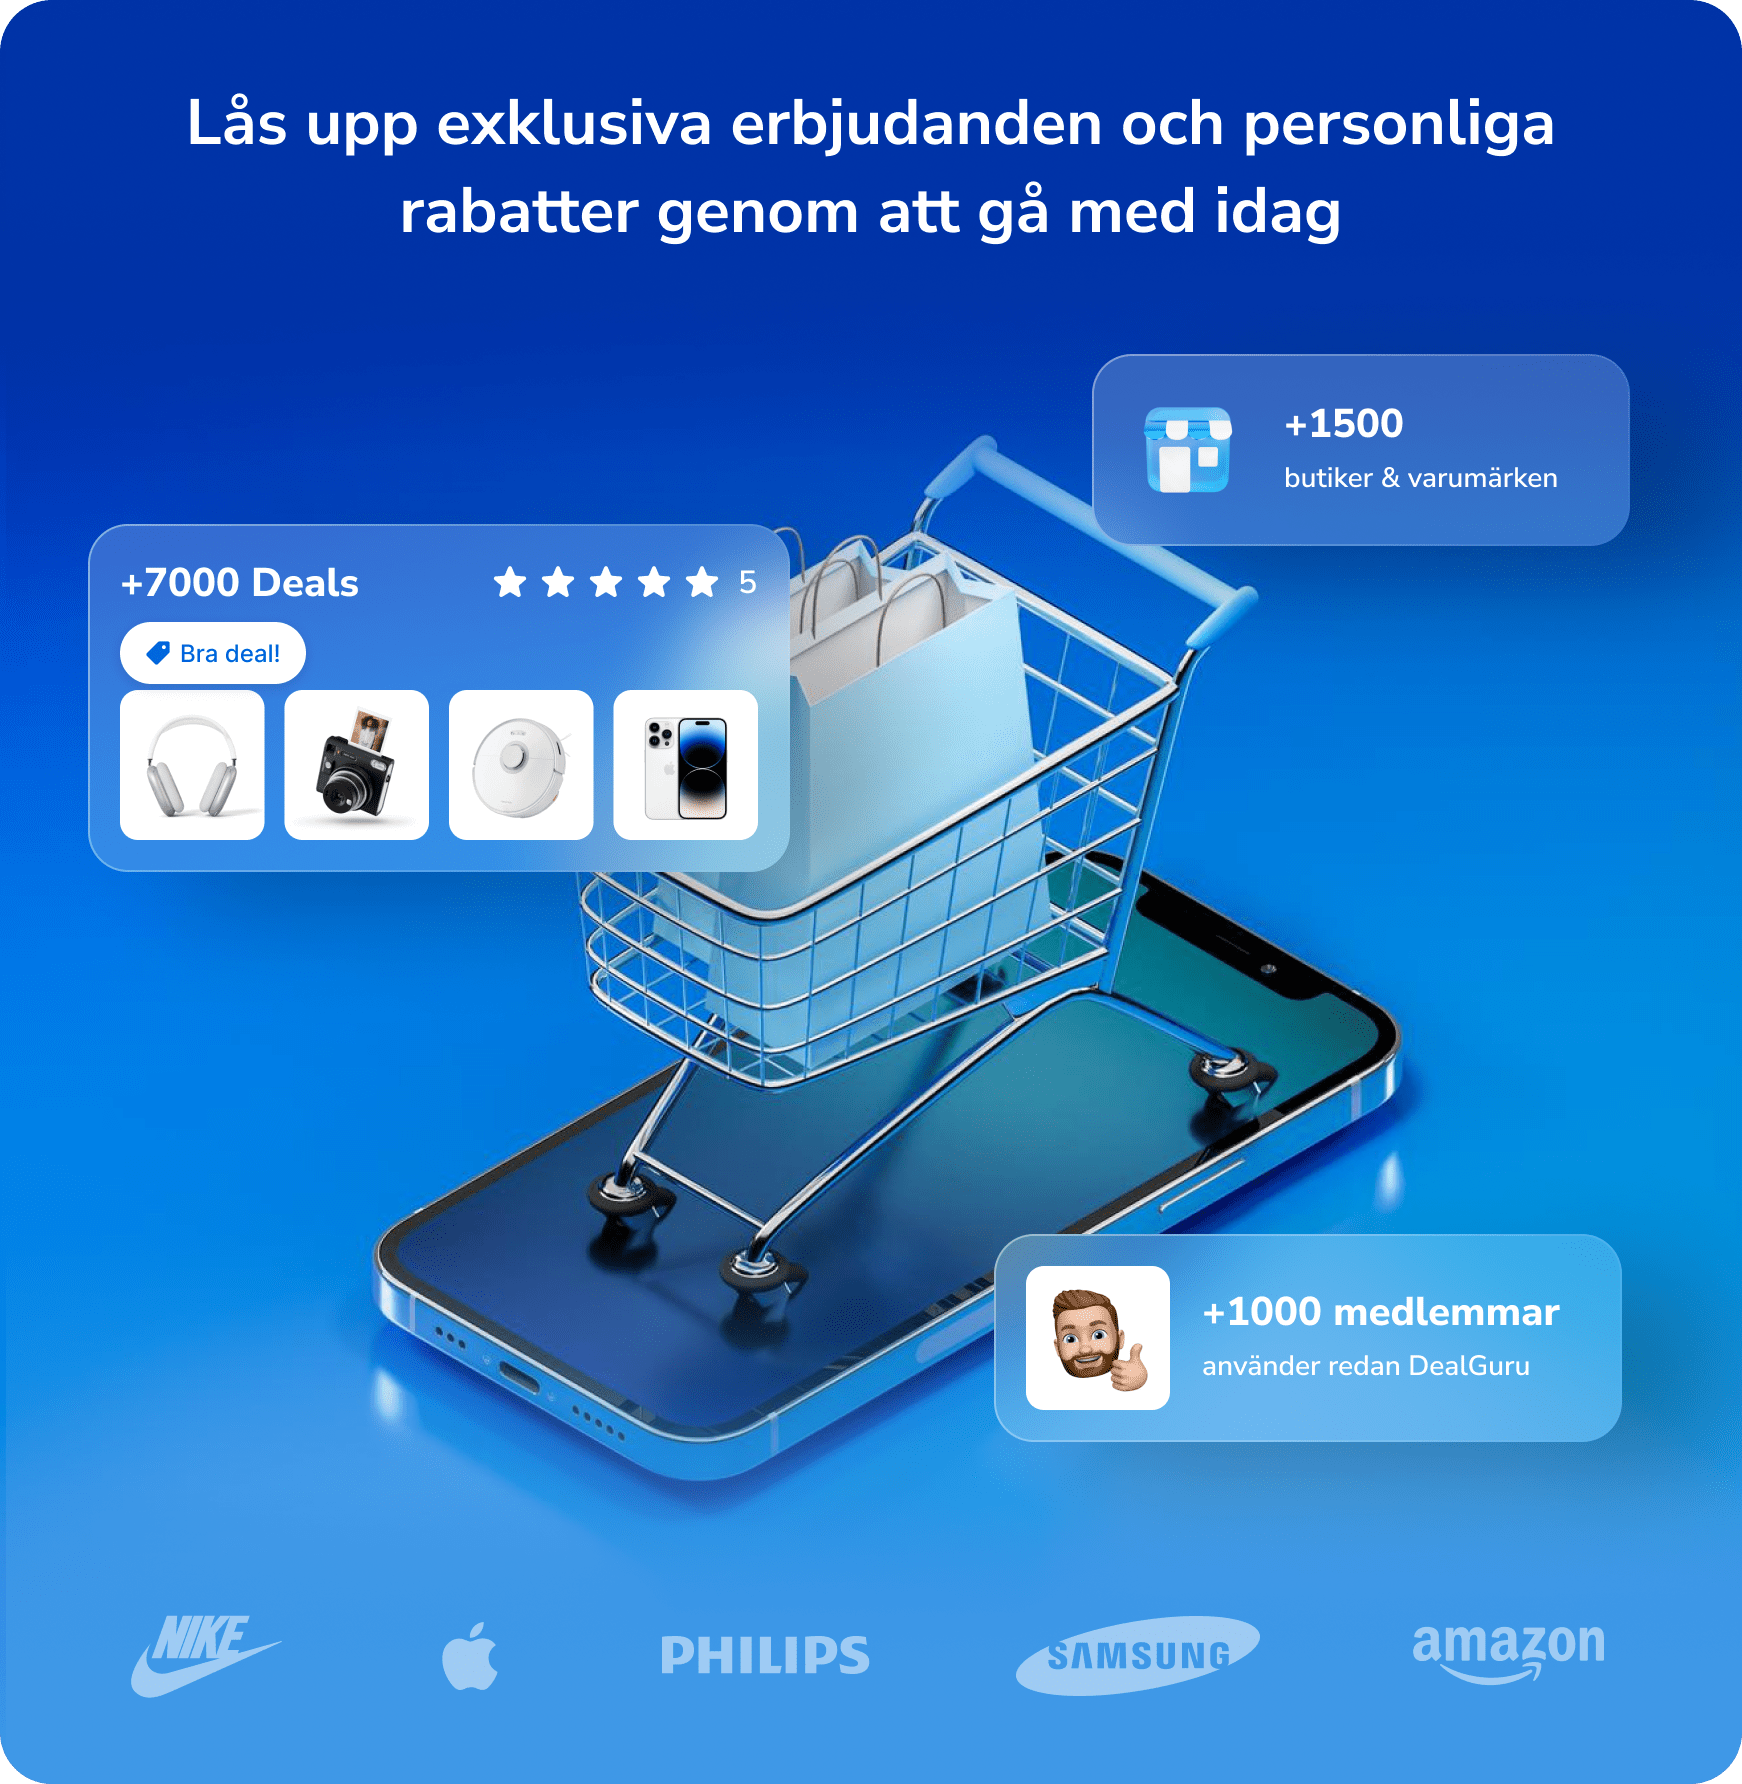 Lås upp exklusiva erbjudanden och personliga
rabatter genom att gå med idag
+1500
butiker & varumärken
+7000 Deals
5
Bra deal!
+1000 medlemmar
använder redan DealGuru
NIKE
PHILIPS
SAMSUNG
amazon